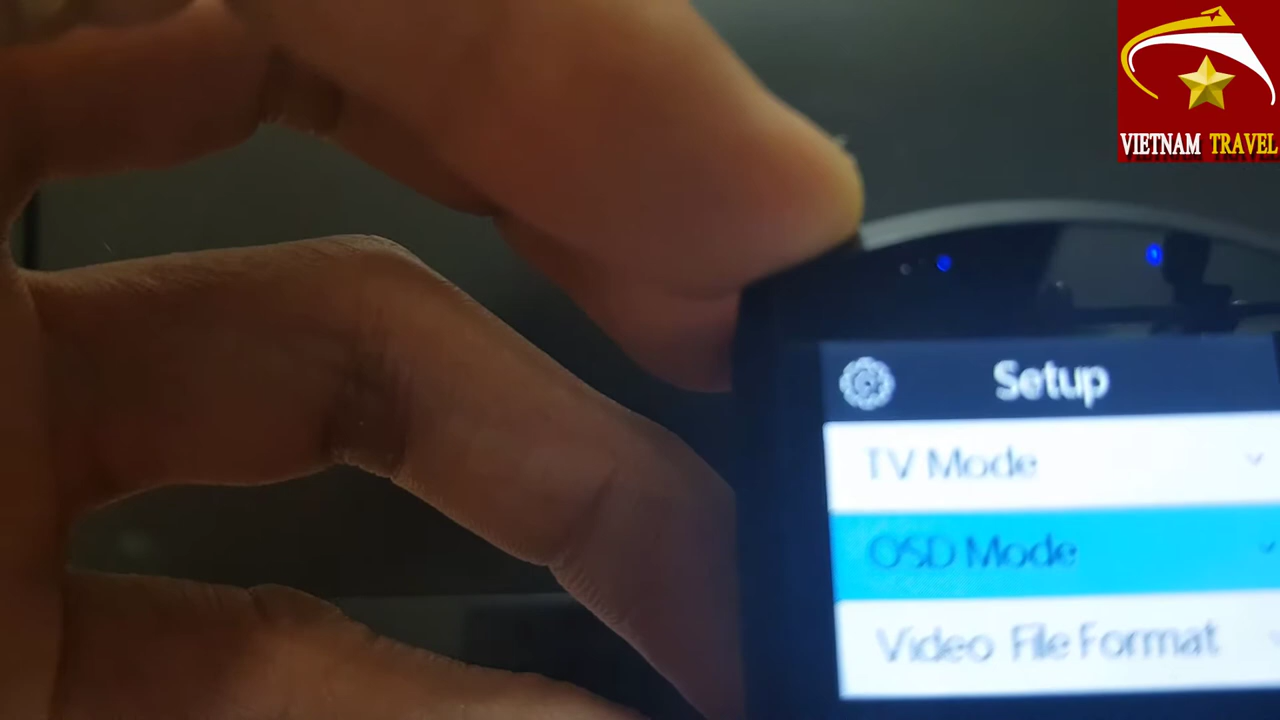 VIETNAM TRAVEL
Setup
TV Mode
OSD Mode
Video File Format